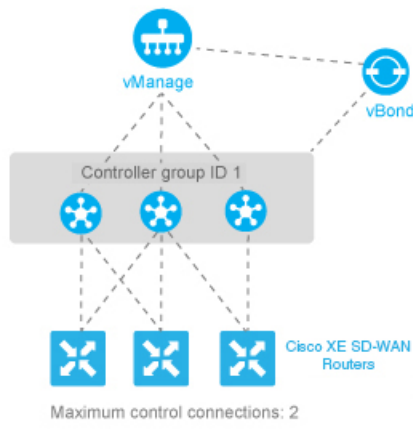 vManage
vBond
Controller group ID 1
Cisco XE SD-WAN
Routers
Maximum control connections: 2